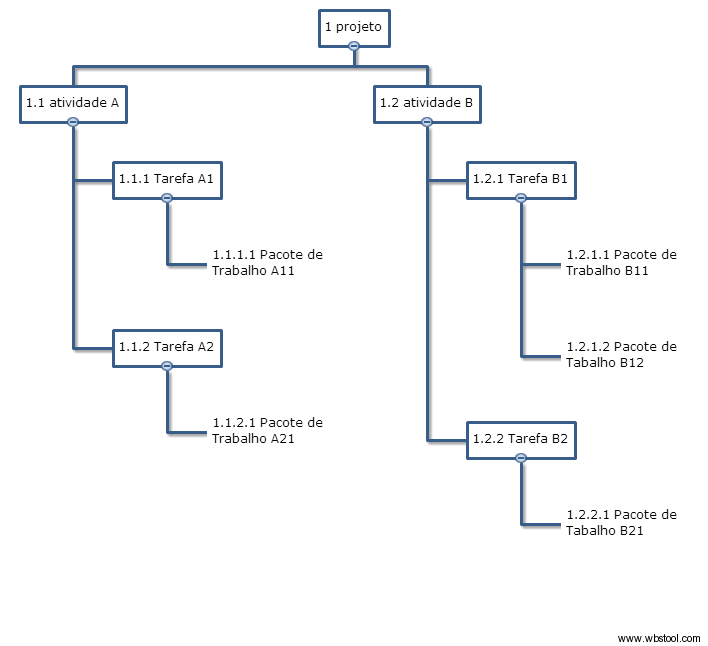 1 projeto
1.1 atividade A
1.2 atividade B
1.1.1 Tarefa A1
1.2.1 Tarefa B1
1.1.1.1 Pacote de
Trabalho A11
1.2.1.1 Pacote de
Trabalho B11
1.1.2 Tarefa A2
1.2.1.2 Pacote de
Tabalho B12
1.1.2.1 Pacote de
Trabalho A21
1.2.2 Tarefa B2
1.2.2.1 Pacote de
Tabalho B21
www.wbstool.com